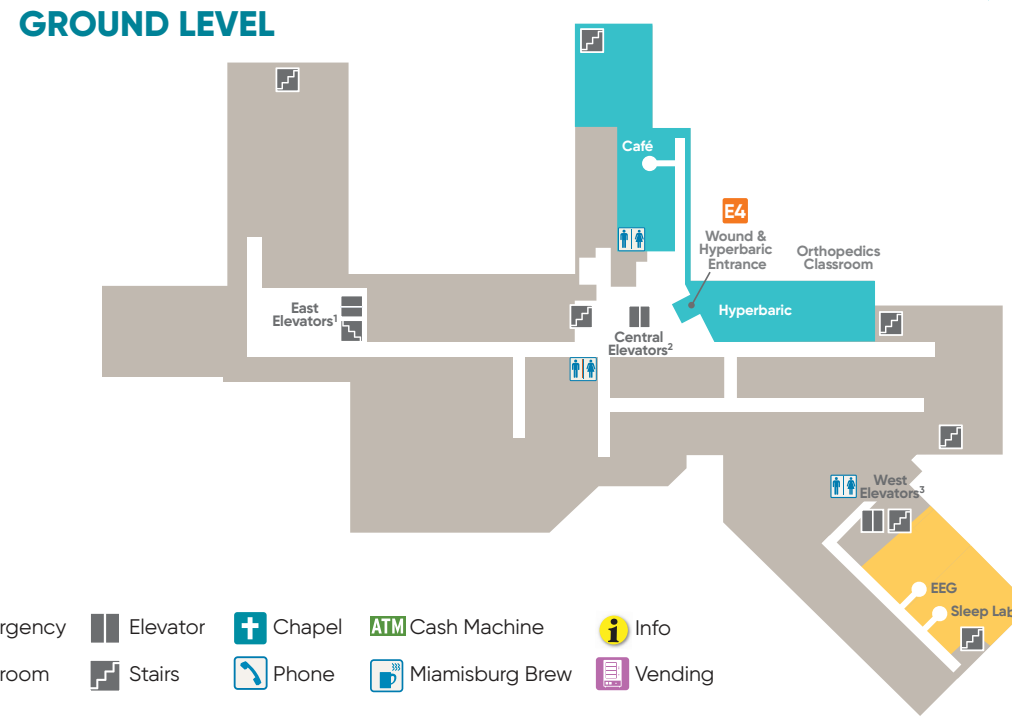 GROUND LEVEL
Café
E4
Wound &
Hyperbaric
Entrance
Orthopedics
Classroom
East
Elevators¹
Hyperbaric
Central
Elevators²
West
Elevators³
EEG
Sleep Lab
rgency
Elevator
Chapel
ATM Cash Machine
i Info
room
Stairs
Phone
Miamisburg Brew
Vending